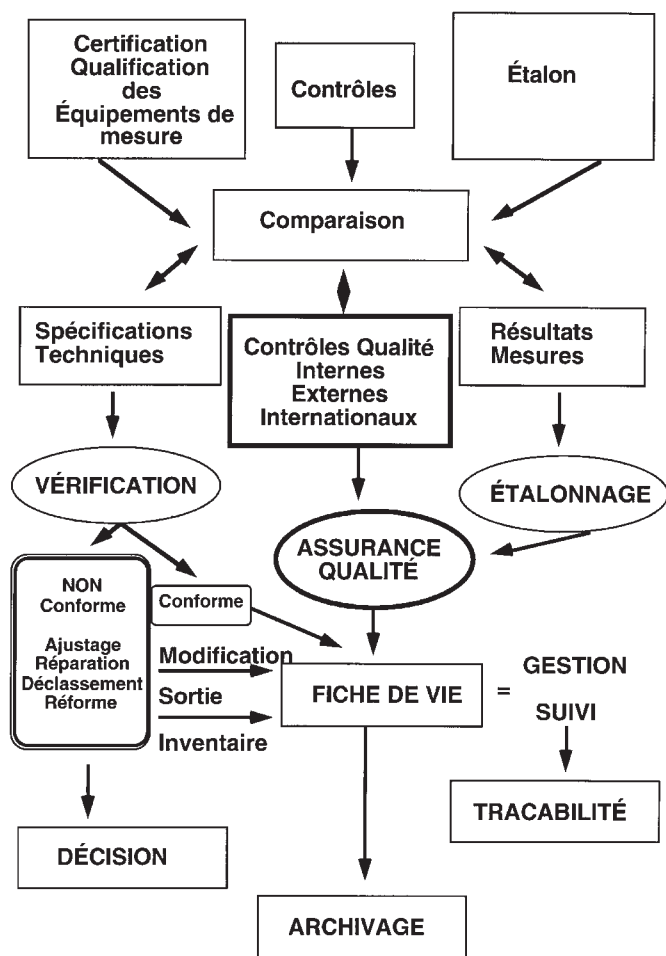 Certification
Qualification
des
Équipements de
mesure
Contrôles
Étalon
Comparaison
Spécifications
Techniques
Contrôles Qualité
Internes
Externes
Internationaux
Résultats
Mesures
VÉRIFICATION
ÉTALONNAGE
ASSURANCE
QUALITÉ
NON
Conforme
Ajustage
Réparation
Déclassement
Réforme
Conforme
Modification
Sortie
Inventaire
FICHE DE VIE
=
GESTION
SUIVI
TRACABILITÉ
DÉCISION
ARCHIVAGE